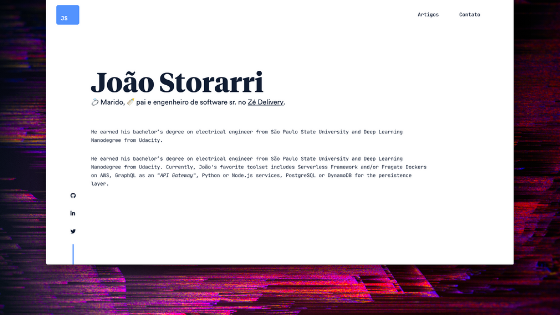 JS
Artigos Contato
João Storarri
💍 Marido, 🍼 pai e engenheiro de software sr. no Zé Delivery.
He earned his bachelor's degree on electrical engineer from São Paulo State University and Deep Learning
Nanodegree from Udacity.
He earned his bachelor's degree on electrical engineer from São Paulo State University and Deep Learning
Nanodegree from Udacity. Currently, João's favorite toolset includes Serverless Framework and/or Fargate Dockers
on AWS, GraphQL as an "API Gateway", Python or Node.js services, PostgreSQL or DynamoDB for the persistence
layer.